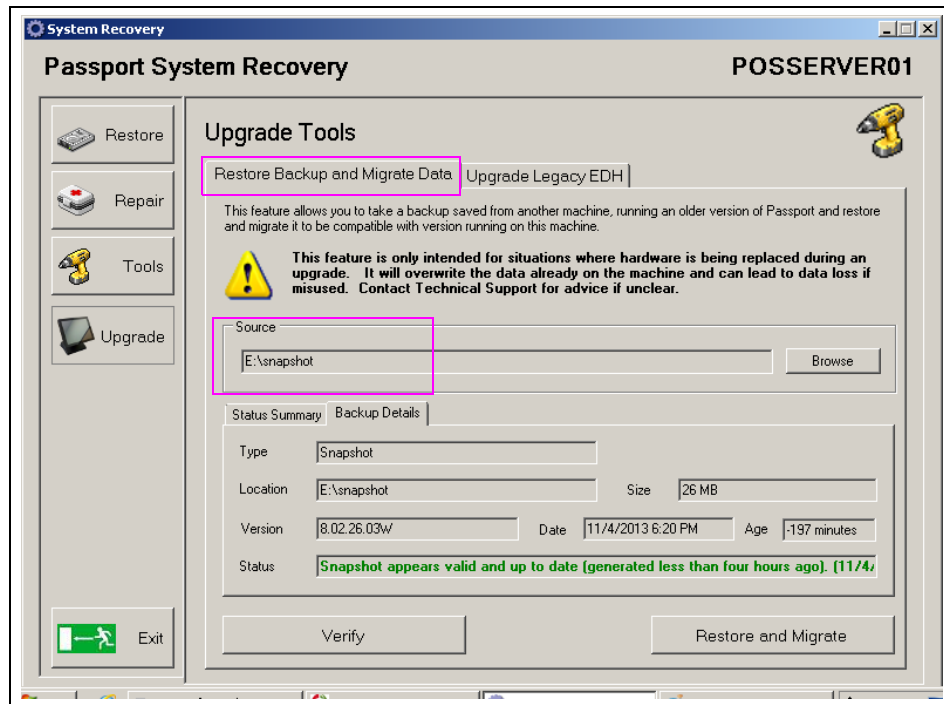 System Recovery
Passport System Recovery
POSSERVER01
Restore
Repair
Tools
Upgrade
Exit
Upgrade Tools
Restore Backup and Migrate Data
Upgrade Legacy EDH
This feature allows you to take a backup saved from another machine, running an older version of Passport and restore
and migrate it to be compatible with version running on this machine.
This feature is only intended for situations where hardware is being replaced during an
upgrade. It will overwrite the data already on the machine and can lead to data loss if
misused. Contact Technical Support for advice if unclear.
Source
E:\snapshot
Browse
Status Summary
Backup Details
Type
Snapshot
Location
E:\snapshot
Size
26 MB
Version
8.02.26.03W
Date
11/4/2013 6:20 PM
Age
-197 minutes
Status
Snapshot appears valid and up to date (generated less than four hours ago). (11/4/
Verify
Restore and Migrate